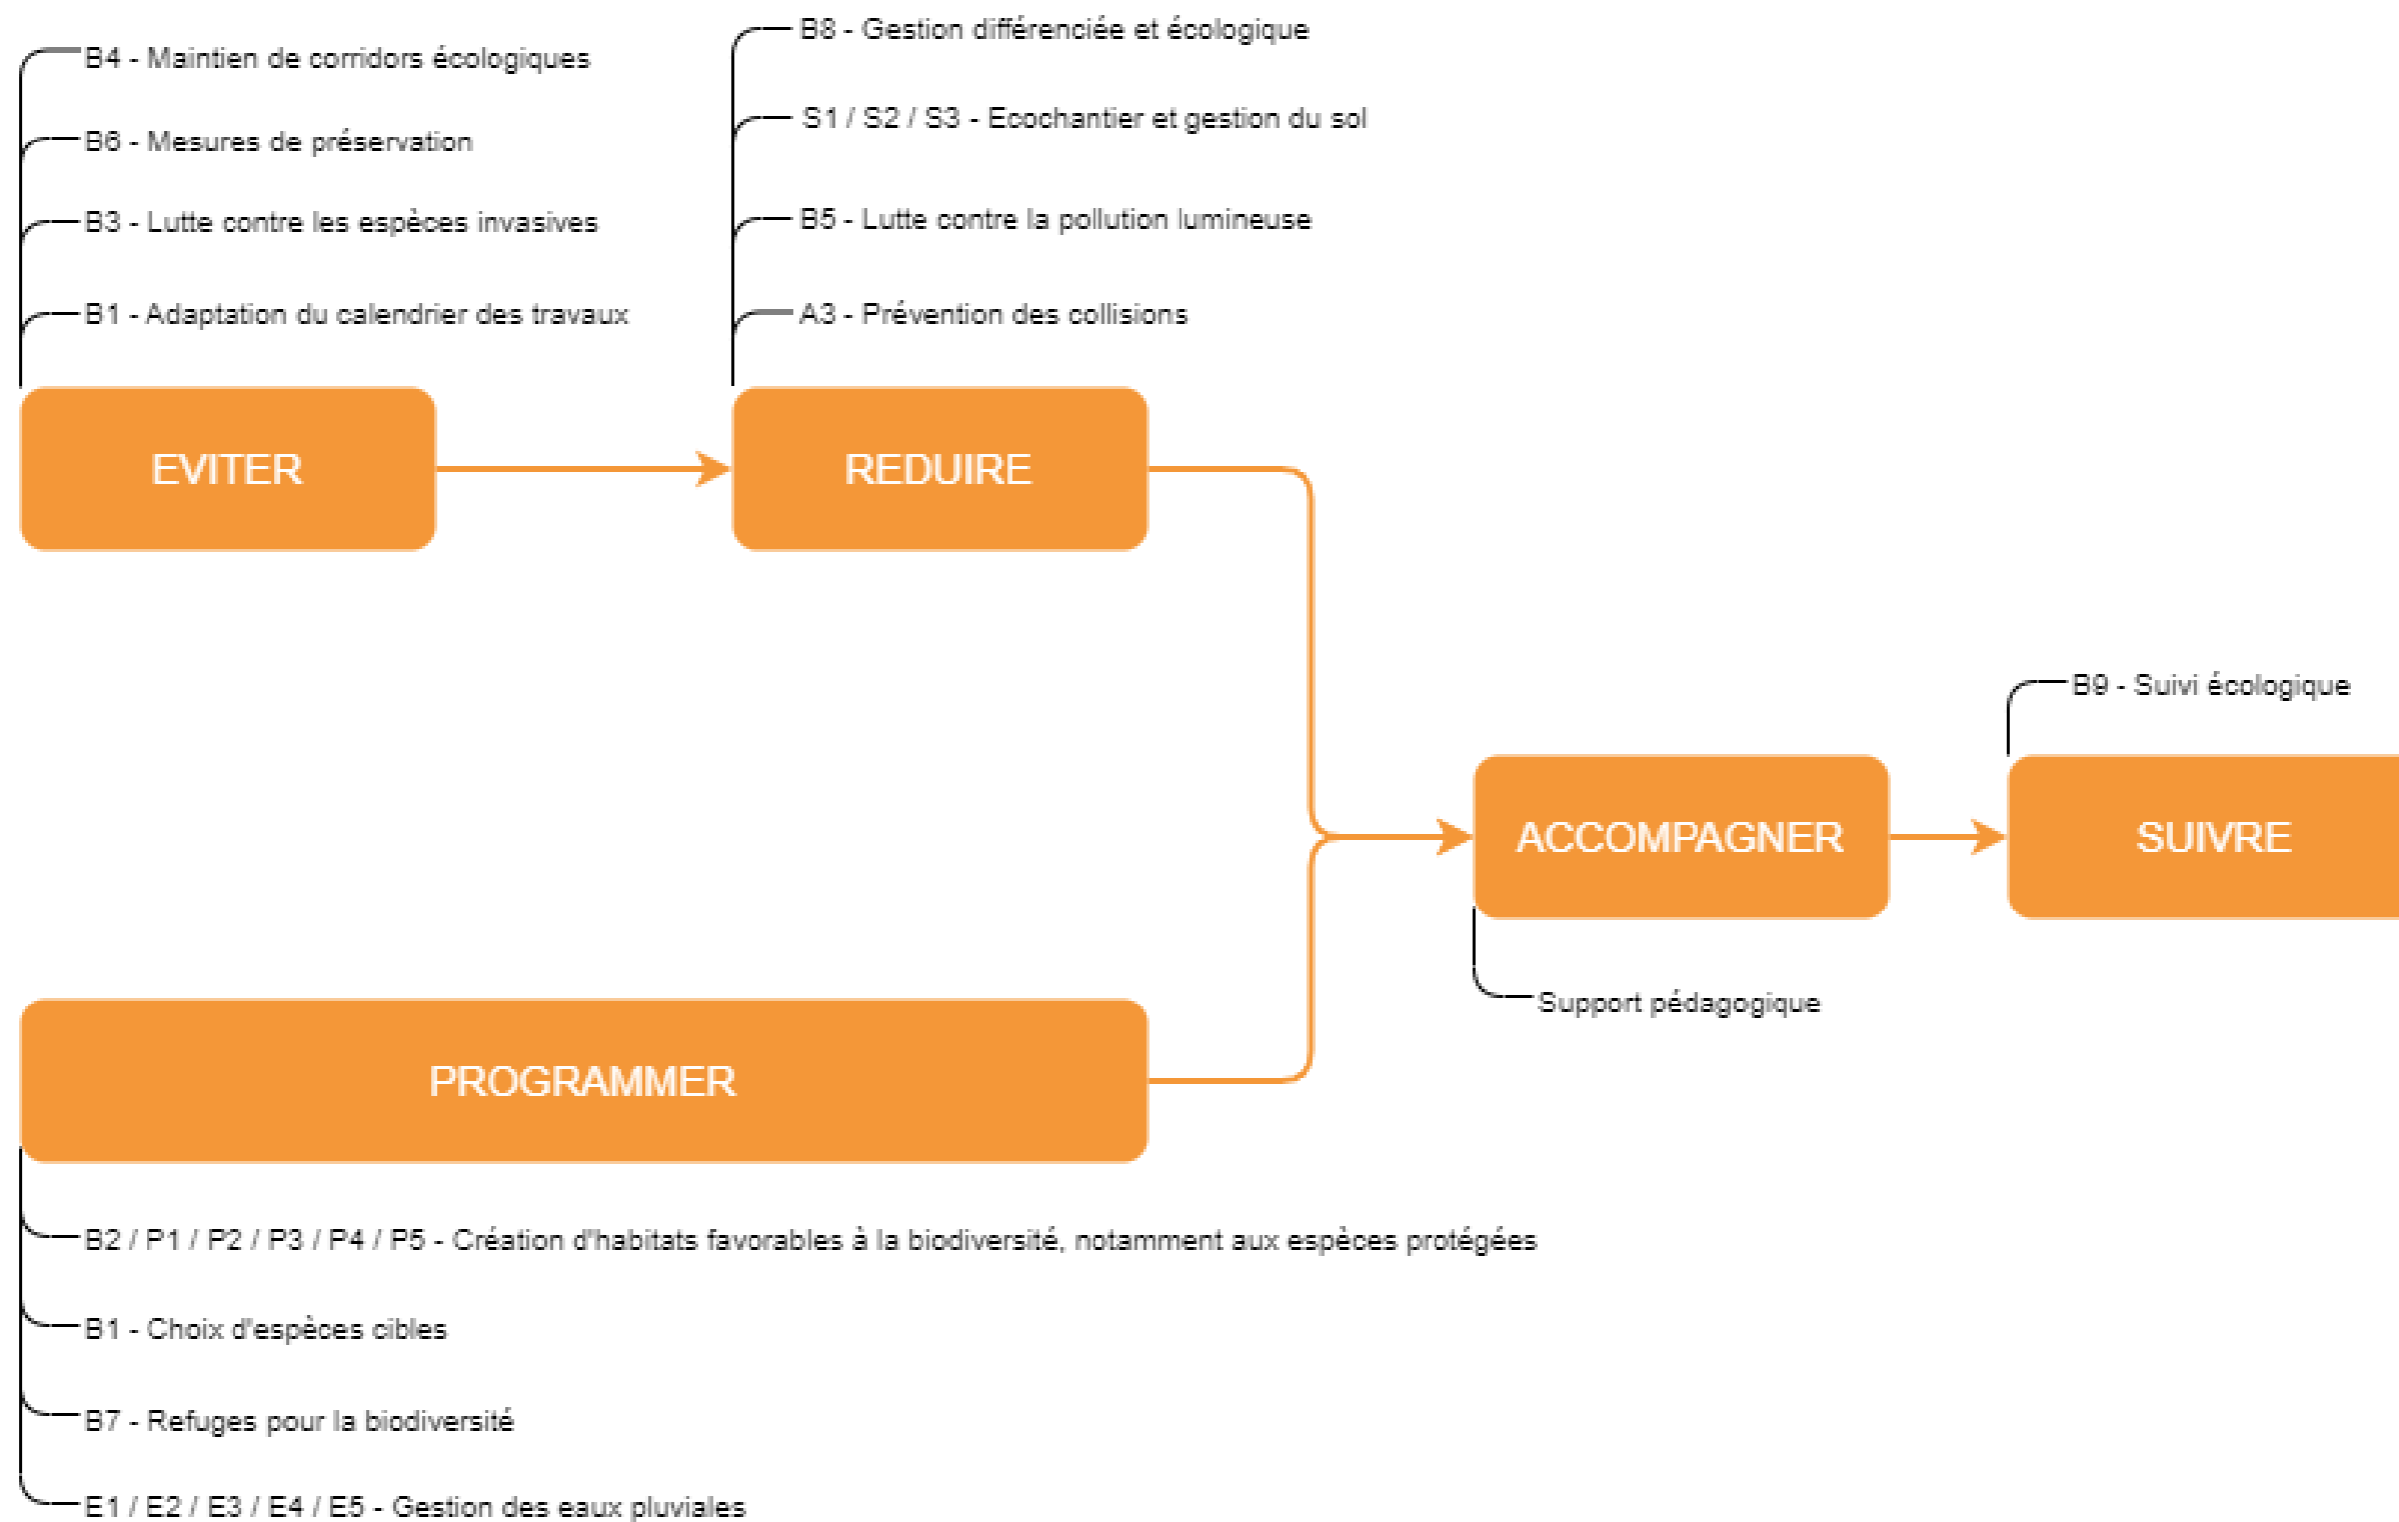 B4 - Maintien de corridors écologiques
B6 - Mesures de préservation
B3 - Lutte contre les espèces invasives
B1 - Adaptation du calendrier des travaux
EVITER
B8 - Gestion différenciée et écologique
S1 / S2 / S3 - Ecochantier et gestion du sol
B5 - Lutte contre la pollution lumineuse
A3 - Prévention des collisions
REDUIRE
PROGRAMMER
B2 / P1 / P2 / P3 / P4 / P5 - Création d'habitats favorables à la biodiversité, notamment aux espèces protégées
B1 - Choix d'espèces cibles
B7 - Refuges pour la biodiversité
E1 / E2 / E3 / E4 / E5 - Gestion des eaux pluviales
ACCOMPAGNER
Support pédagogique
B9 - Suivi écologique
SUIVRE